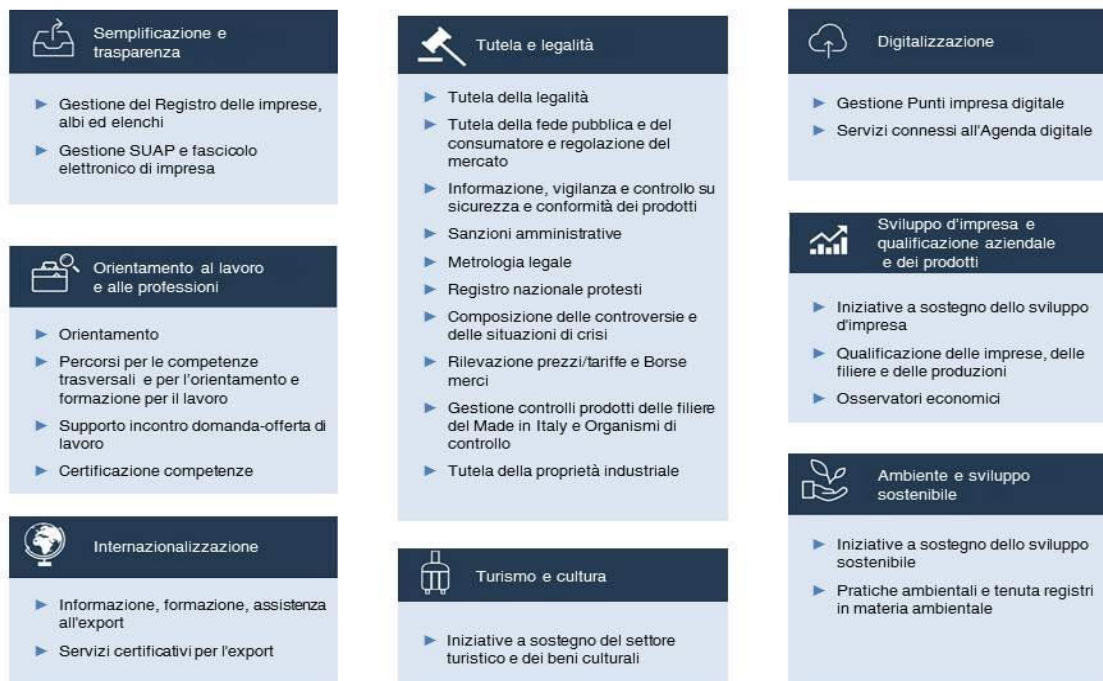 Semplificazione e
trasparenza
Gestione del Registro delle imprese,
albi ed elenchi
Gestione SUAP e fascicolo
elettronico di impresa
Orientamento al lavoro
e alle professioni
Orientamento
Percorsi per le competenze
trasversali e per l'orientamento e
formazione per il lavoro
Supporto incontro domanda-offerta di
lavoro
Certificazione competenze
Internazionalizzazione
Informazione, formazione, assistenza
all'export
Servizi certificativi per l'export
Tutela e legalità
Tutela della legalità
Tutela della fede pubblica e del
consumatore e regolazione del
mercato
Informazione, vigilanza e controllo su
sicurezza e conformità dei prodotti
Sanzioni amministrative
Metrologia legale
Registro nazionale protesti
Composizione delle controversie e
delle situazioni di crisi
Rilevazione prezzi/tariffe e Borse
merci
Gestione controlli prodotti delle filiere
del Made in Italy e Organismi di
controllo
Tutela della proprietà industriale
Turismo e cultura
Iniziative a sostegno del settore
turistico e dei beni culturali
Digitalizzazione
Gestione Punti impresa digitale
Servizi connessi all'Agenda digitale
Sviluppo d'impresa e
qualificazione aziendale
e dei prodotti
Iniziative a sostegno dello sviluppo
d'impresa
Qualificazione delle imprese, delle
filiere e delle produzioni
Osservatori economici
Ambiente e sviluppo
sostenibile
Iniziative a sostegno dello sviluppo
sostenibile
Pratiche ambientali e tenuta registri
in materia ambientale